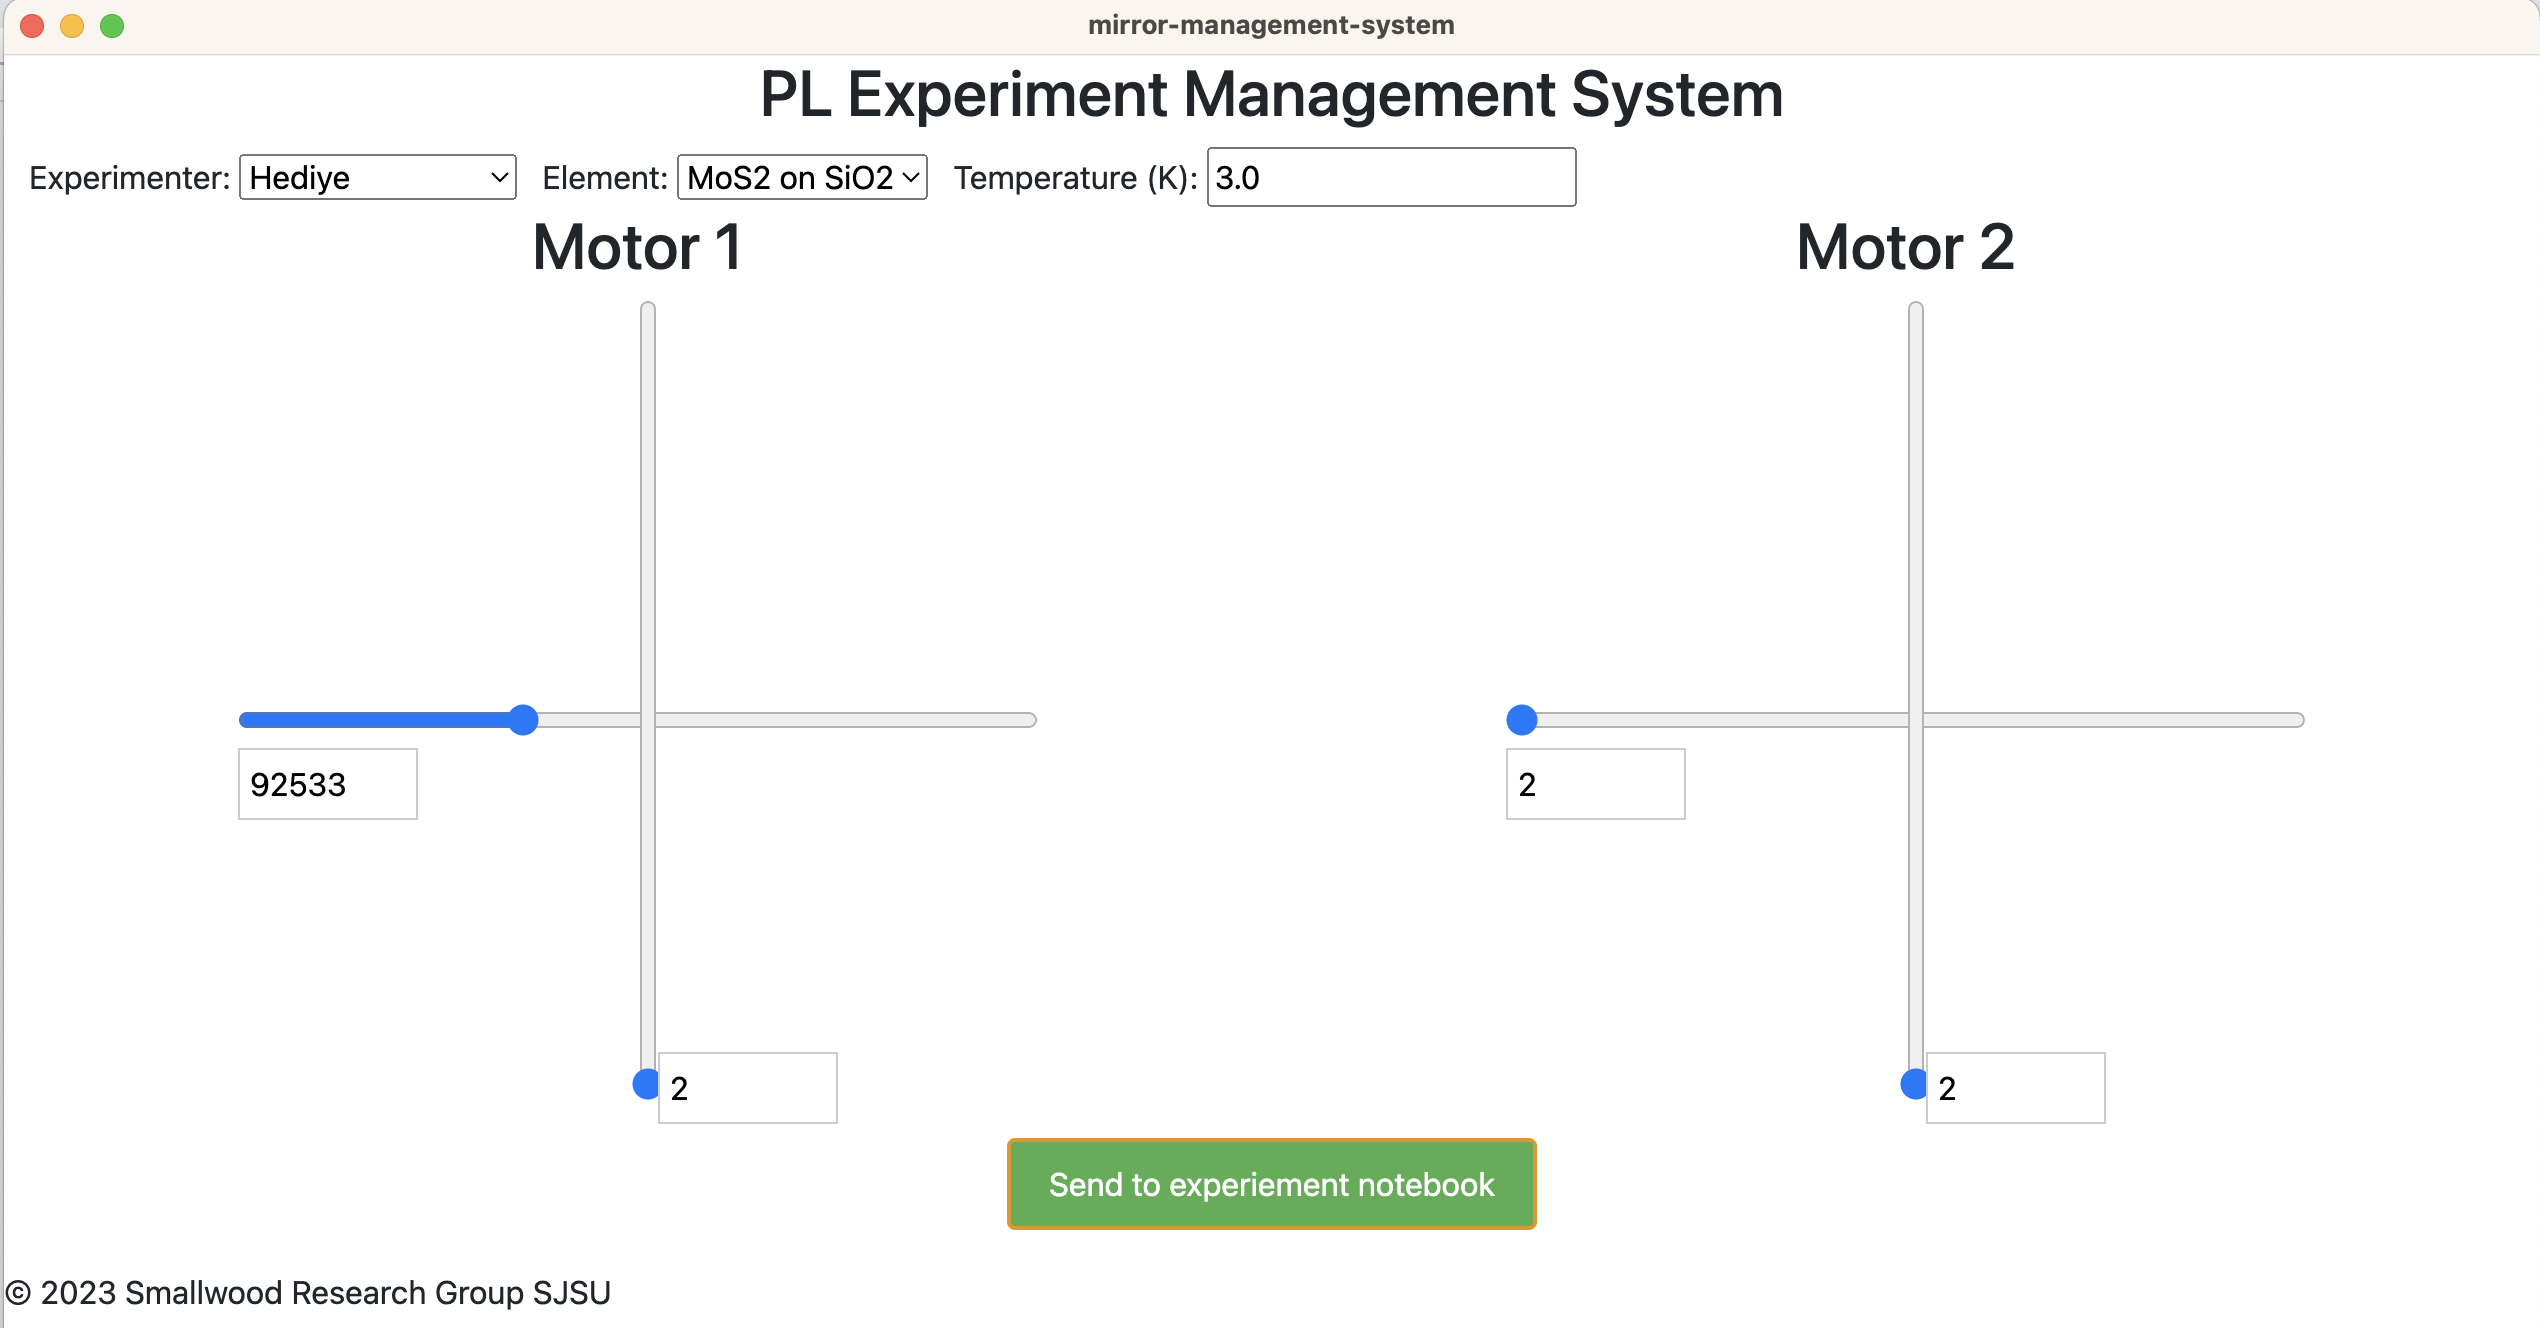 mirror-management-system
PL Experiment Management System
Experimenter: Hediye Element: MoS2 on SiO2 Temperature (K): 3.0
Motor 1
Motor 2
92533
2
2
2
Send to experiement notebook
© 2023 Smallwood Research Group SJSU